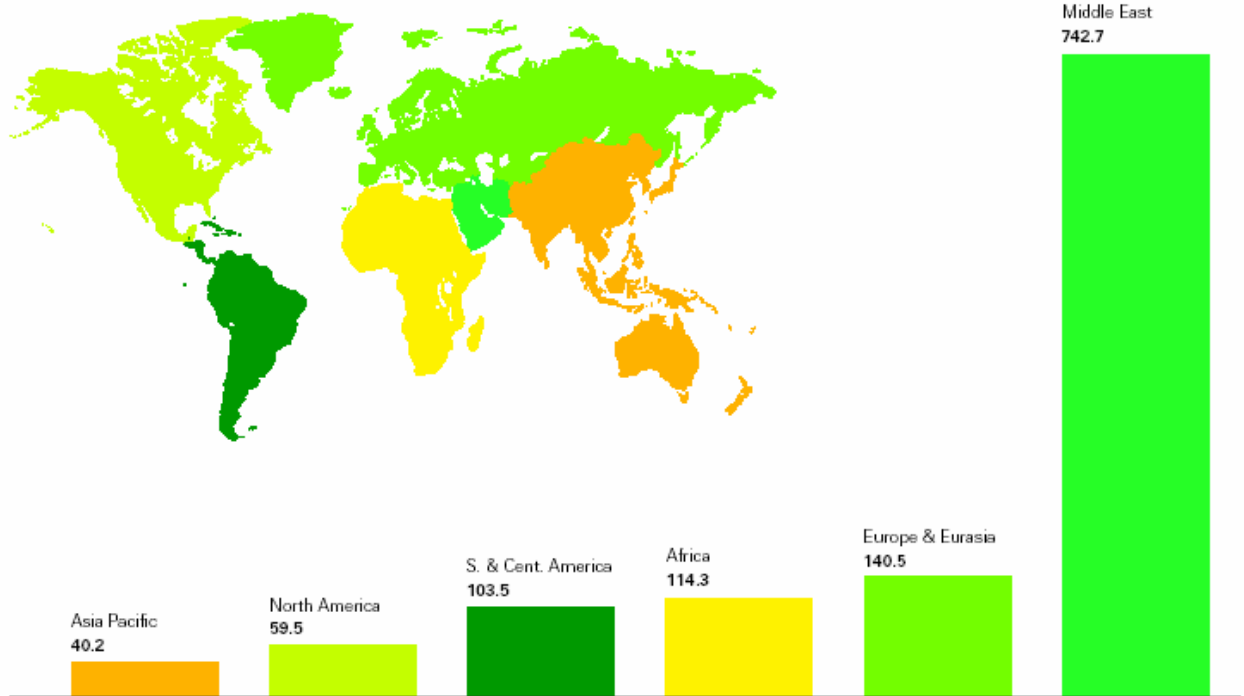 Middle East
742.7
Europe & Eurasia
140.5
Africa
114.3
S. & Cent. America
103.5
North America
59.5
Asia Pacific
40.2